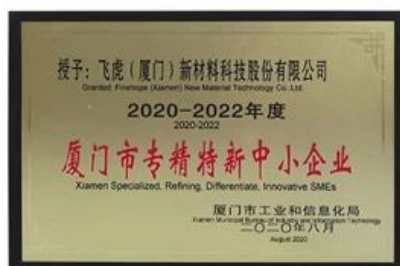 授予：飞虎（厦门）新材料科技股份有限公司
Granted: Finshope (Xiamen) New Material Technology Co.,Ltd
2020-2022年度
2020-2022
厦门市专精特新中小企业
Xiamen Specialized, Refining, Differentiate, Innovative SMEs
厦门市工业和信息化局
Xiamen Municipal Bureau of Industry and Information Technology
二〇二〇年八月
August 2020